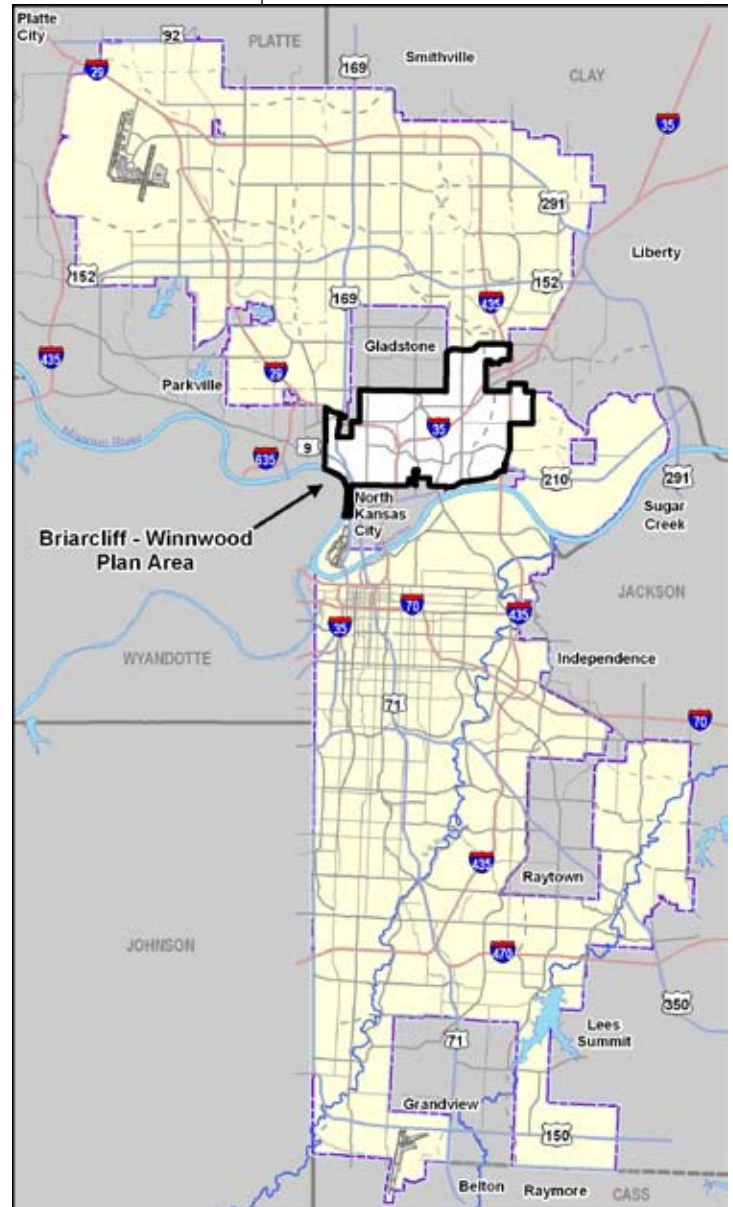 Platte
City
92
PLATTE
29
169
Smithville
CLAY
35
291
Liberty
152
152
169
435
Gladstone
435
29
Parkville
35
Missouri River
9
635
210
291
North
Kansas
City
Sugar
Creek
Briarcliff - Winnwood
Plan Area
JACKSON
70
435
35
Independence
WYANDOTTE
71
70
435
Raytown
JOHNSON
470
350
Lees
Summit
71
Grandview
150
Belton
Raymore
CASS